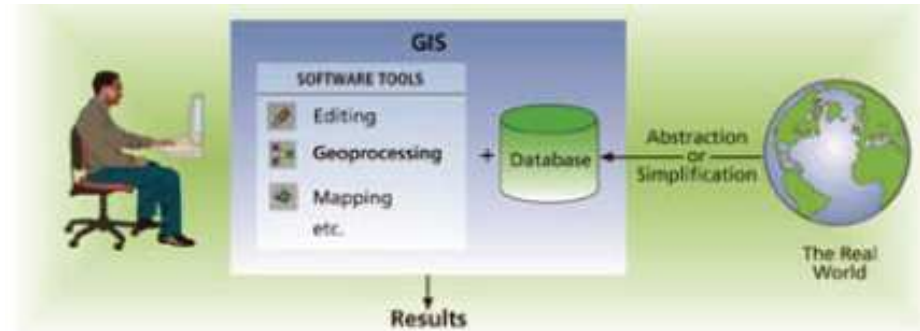 GIS
SOFTWARE TOOLS
Editing
Geoprocessing
Mapping
etc.
+
Database
Abstraction
or
Simplification
The Real
World
Results